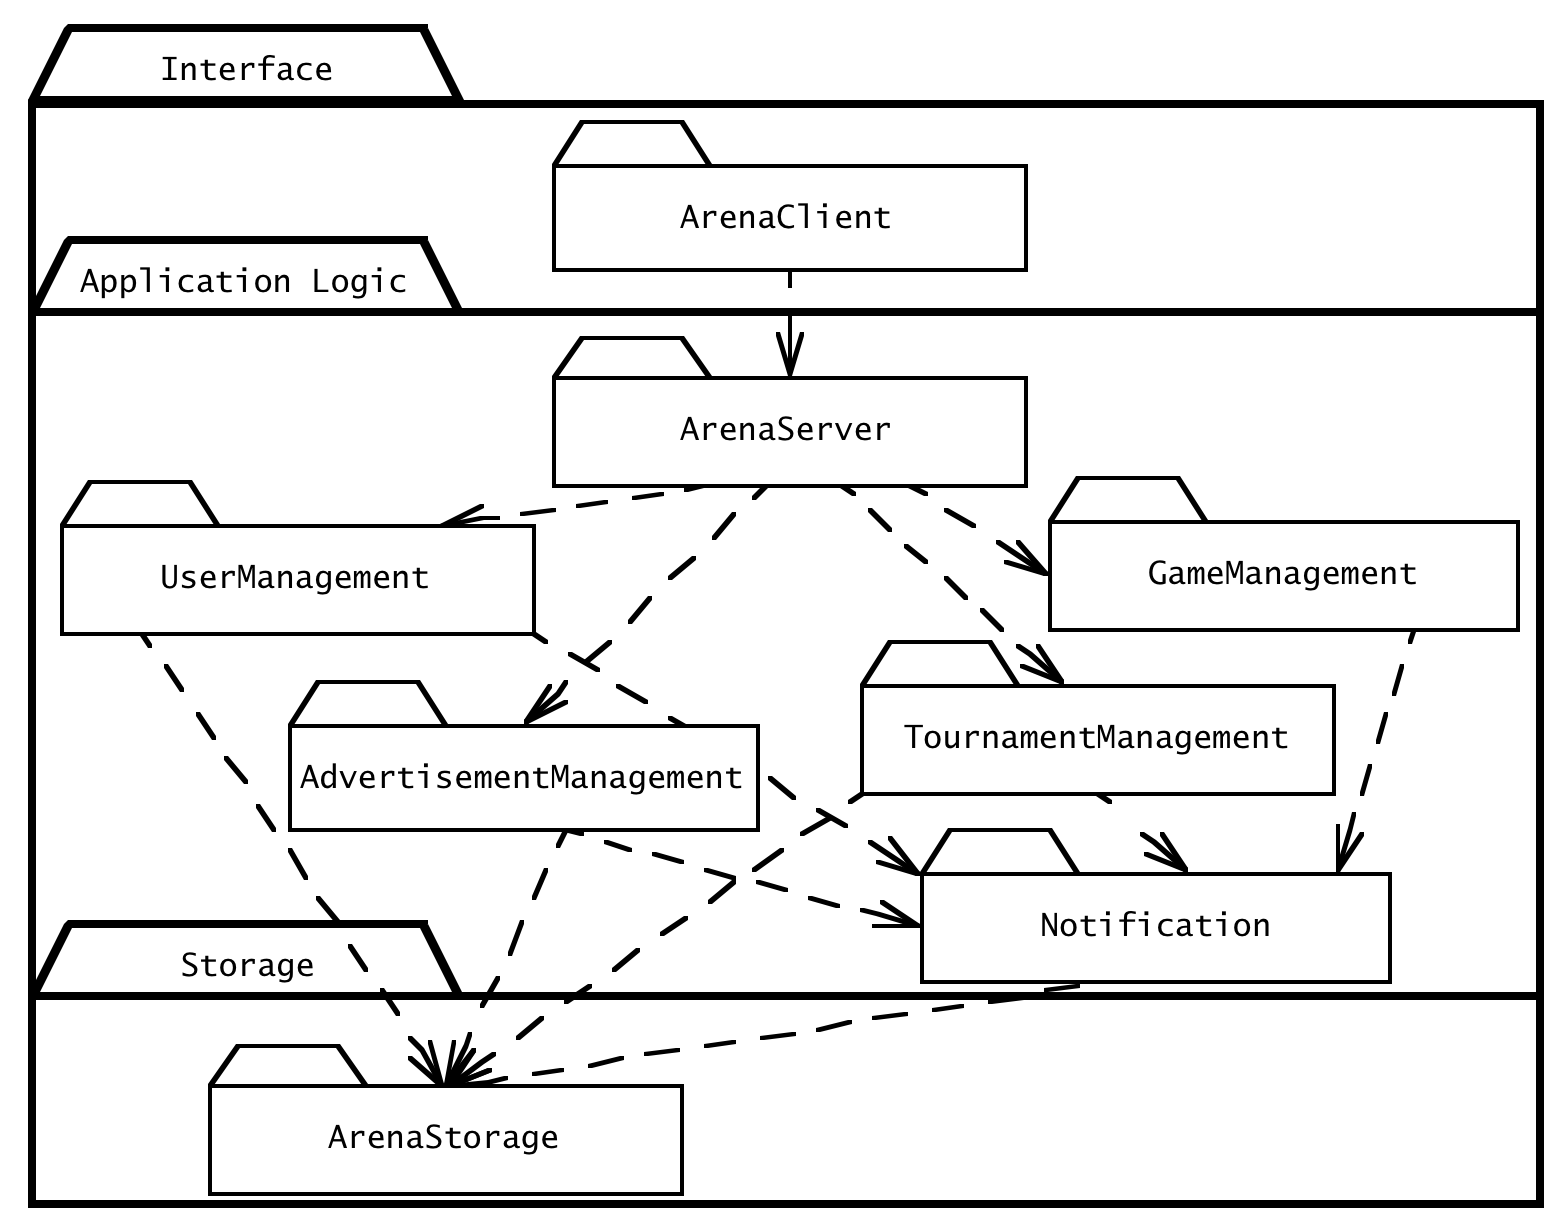 Interface
ArenaClient
Application Logic
ArenaServer
UserManagement
GameManagement
TournamentManagement
AdvertisementManagement
Notification
Storage
ArenaStorage